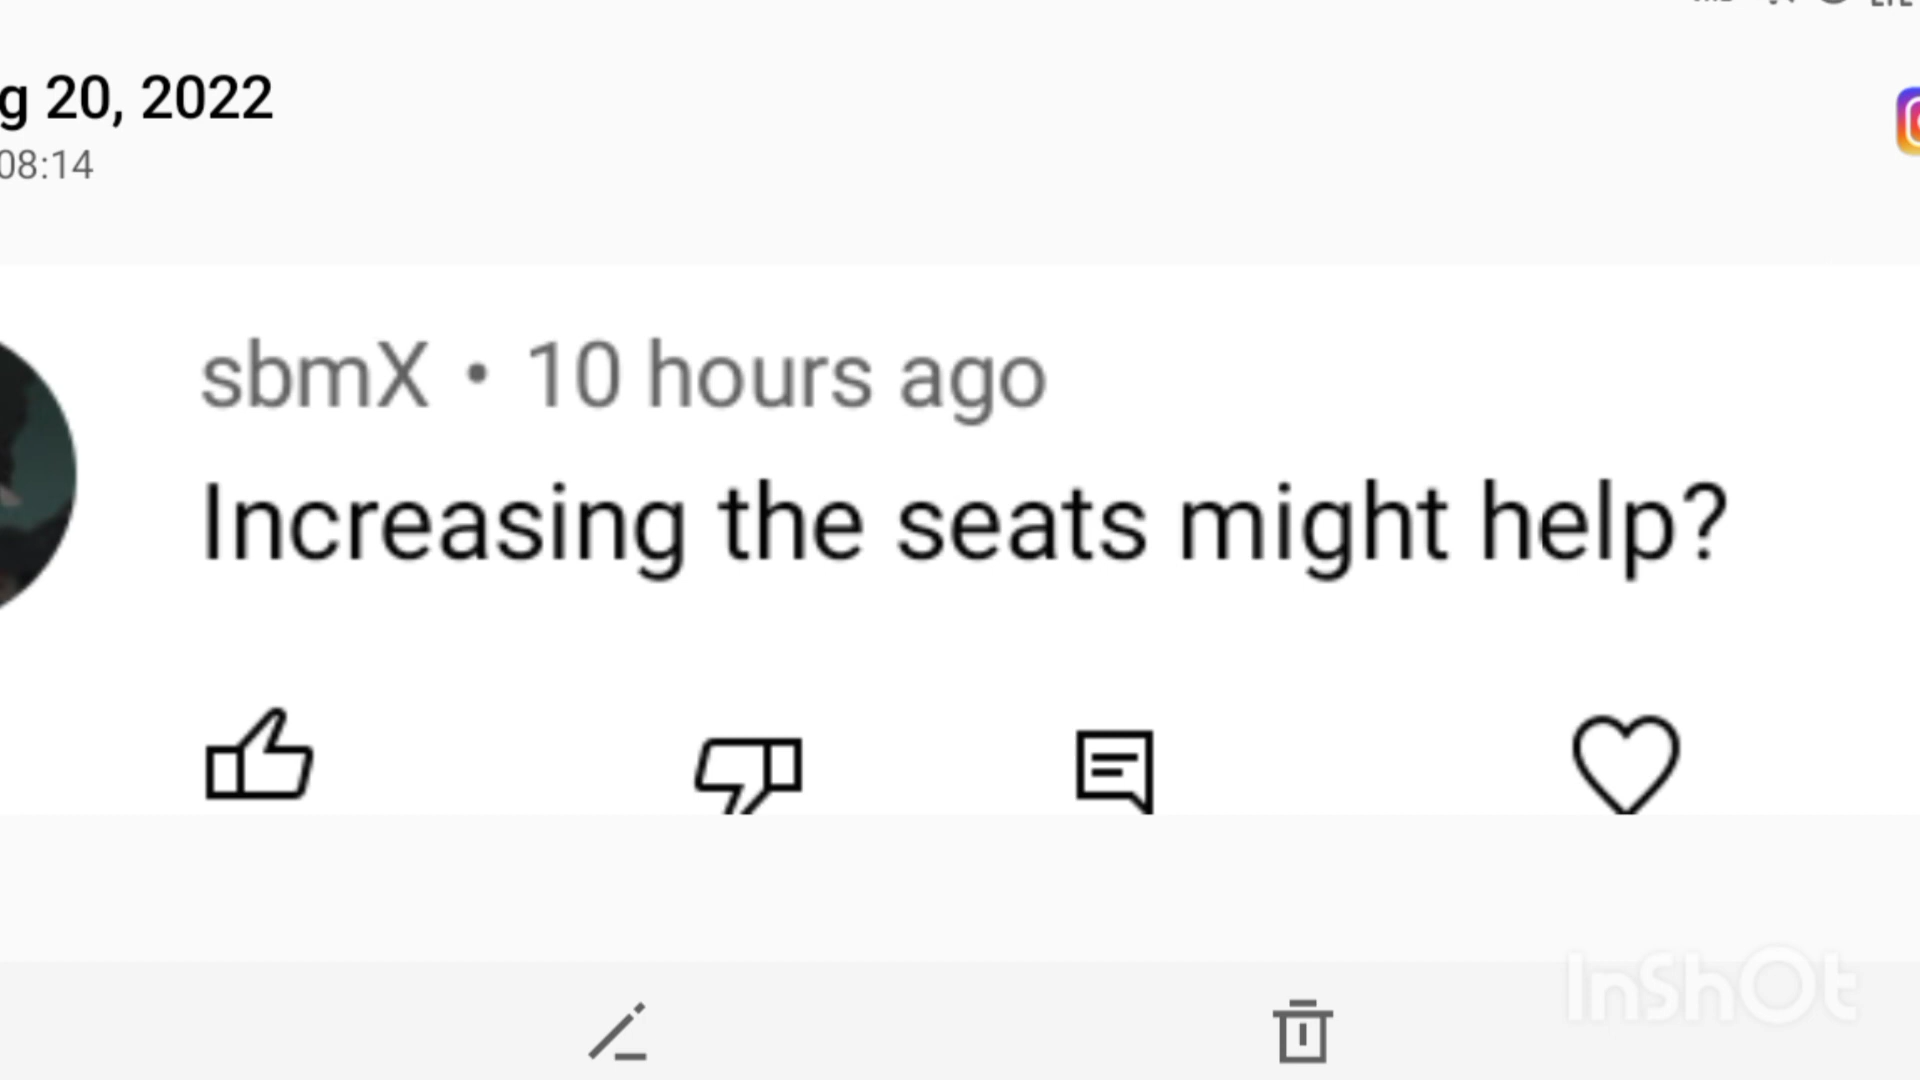 g 20, 2022
08:14
sbmX • 10 hours ago
Increasing the seats might help?
InShOt